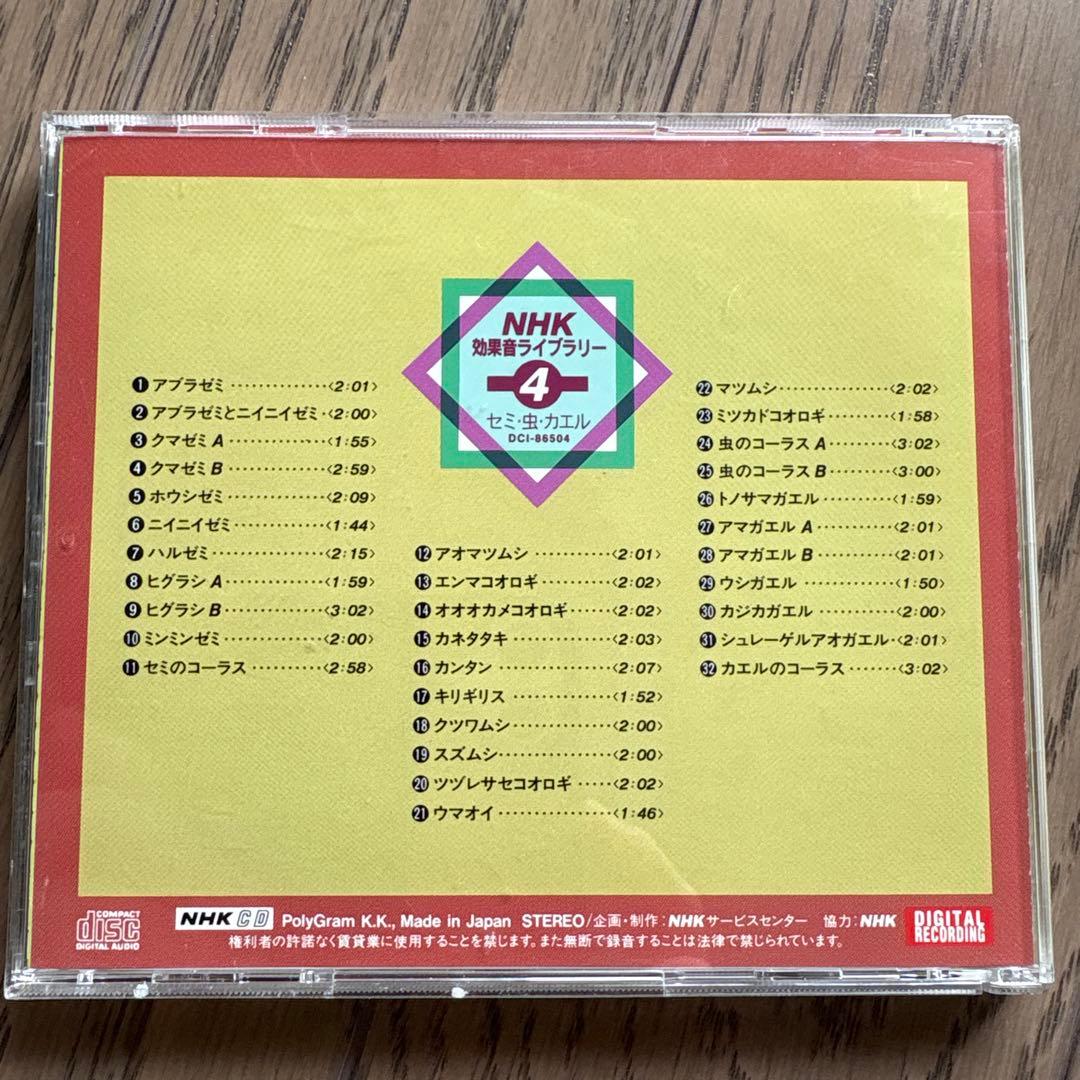 NHK
効果音ライブラリー
4
セミ・虫・カエル
DCI-86504
❶アブラゼミ ‹2:01›
❷アブラゼミとニイニイゼミ ‹2:00›
❸クマゼミ A ‹1:55›
❹クマゼミ B ‹2:59›
❺ホウシゼミ ‹2:09›
❻ニイニイゼミ ‹1:44›
❼ハルゼミ ‹2:15›
❽ヒグラシ A ‹1:59›
❾ヒグラシ B ‹3:02›
❿ミンミンゼミ ‹2:00›
⓫セミのコーラス ‹2:58›
⓬アオマツムシ ‹2:01›
⓭エンマコオロギ ‹2:02›
⓮オオオカメコオロギ ‹2:02›
⓯カネタタキ ‹2:03›
⓰カンタン ‹2:07›
⓱キリギリス ‹1:52›
⓲クツワムシ ‹2:00›
⓳スズムシ ‹2:00›
⓴ツヅレサセコオロギ ‹2:02›
21ウマオイ ‹1:46›
22マツムシ ‹2:02›
23ミツカドコオロギ ‹1:58›
24虫のコーラス A ‹3:02›
25虫のコーラス B ‹3:00›
26トノサマガエル ‹1:59›
27アマガエル A ‹2:01›
28アマガエル B ‹2:01›
29ウシガエル ‹1:50›
30カジカガエル ‹2:00›
31シュレーゲルアオガエル ‹2:01›
32カエルのコーラス ‹3:02›
COMPACT
disc
DIGITAL AUDIO
NHK CD PolyGram K.K., Made in Japan STEREO/企画・制作：NHKサービスセンター 協力：NHK
権利者の許諾なく賃貸業に使用することを禁じます。また無断で録音することは法律で禁じられています。
DIGITAL
RECORDING